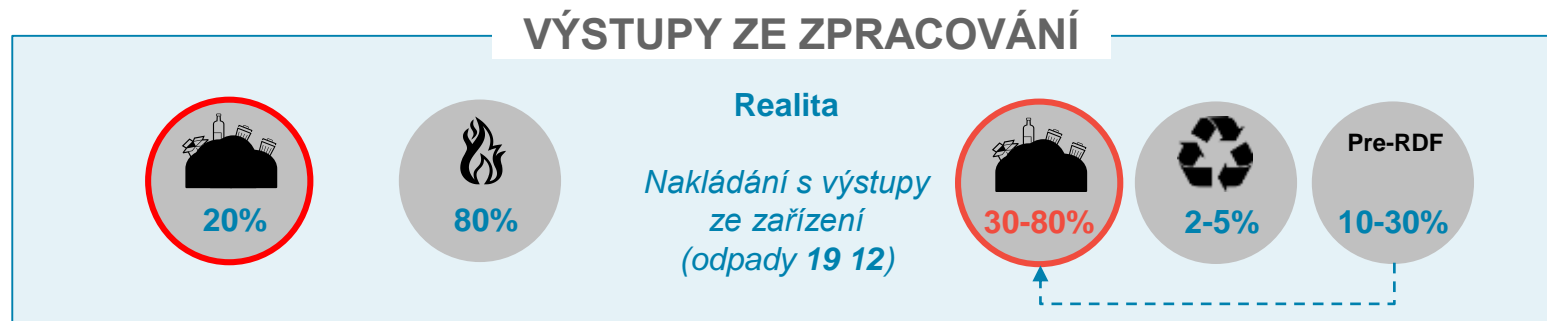 VÝSTUPY ZE ZPRACOVÁNÍ
20%
80%
Realita
Nakládání s výstupy
ze zařízení
(odpady 19 12)
30-80%
2-5%
Pre-RDF
10-30%